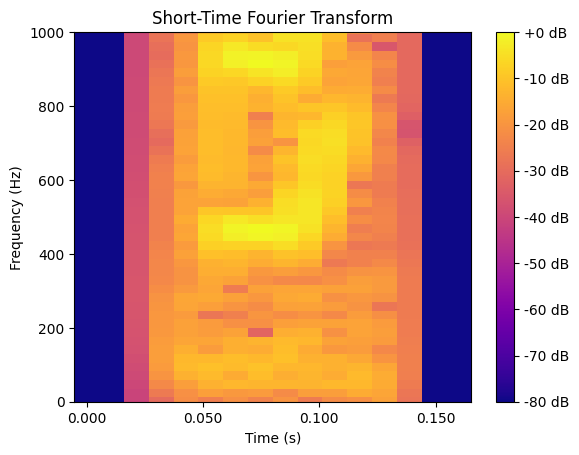 Short-Time Fourier Transform
1000
800
600
400
200
0
Frequency (Hz)
0.000
0.050
0.100
0.150
Time (s)
+0 dB
-10 dB
-20 dB
-30 dB
-40 dB
-50 dB
-60 dB
-70 dB
-80 dB